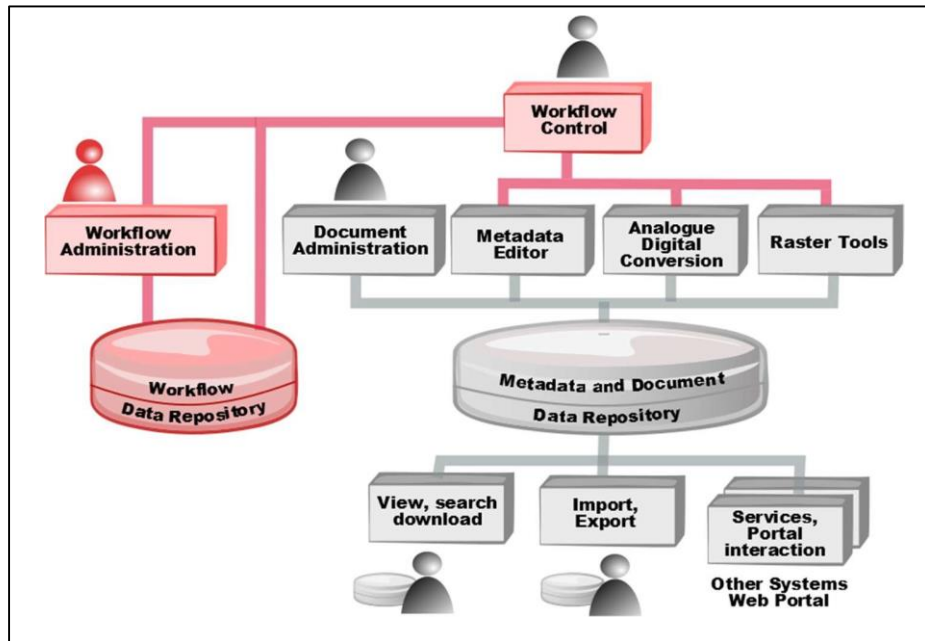 Workflow
Control
Workflow
Administration
Document
Administration
Metadata
Editor
Analogue
Digital
Conversion
Raster Tools
Workflow
Data Repository
Metadata and Document
Data Repository
View, search
download
Import,
Export
Services,
Portal
interaction
Other Systems
Web Portal